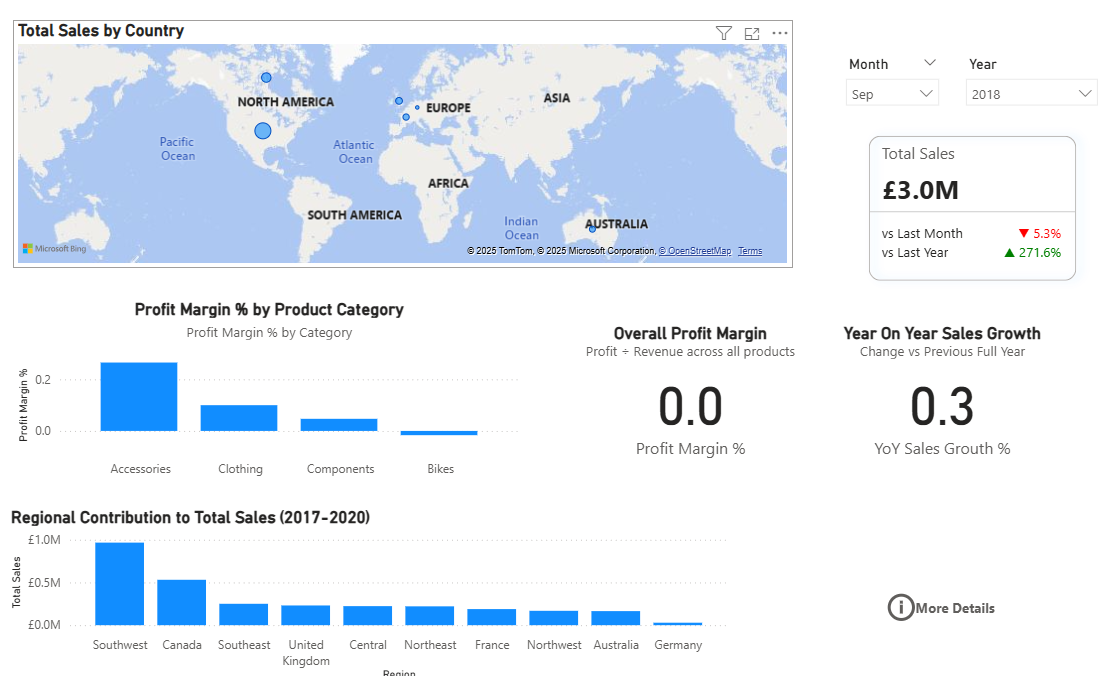 Total Sales by Country
NORTH AMERICA
EUROPE
ASIA
Pacific
Ocean
Atlantic
Ocean
AFRICA
SOUTH AMERICA
Indian
Ocean
AUSTRALIA
Microsoft Bing
© 2025 TomTom, © 2025 Microsoft Corporation, © OpenStreetMap Terms
Month
Year
Sep
2018
Total Sales
£3.0M
vs Last Month ▼ 5.3%
vs Last Year ▲ 271.6%
Profit Margin % by Product Category
Profit Margin % by Category
Profit Margin %
0.2
0.0
Accessories Clothing Components Bikes
Overall Profit Margin
Profit ÷ Revenue across all products
0.0
Profit Margin %
Year On Year Sales Growth
Change vs Previous Full Year
0.3
YoY Sales Grouth %
Regional Contribution to Total Sales (2017-2020)
Total Sales
£1.0M
£0.5M
£0.0M
Southwest Canada Southeast United Kingdom Central Northeast France Northwest Australia Germany
Region
More Details